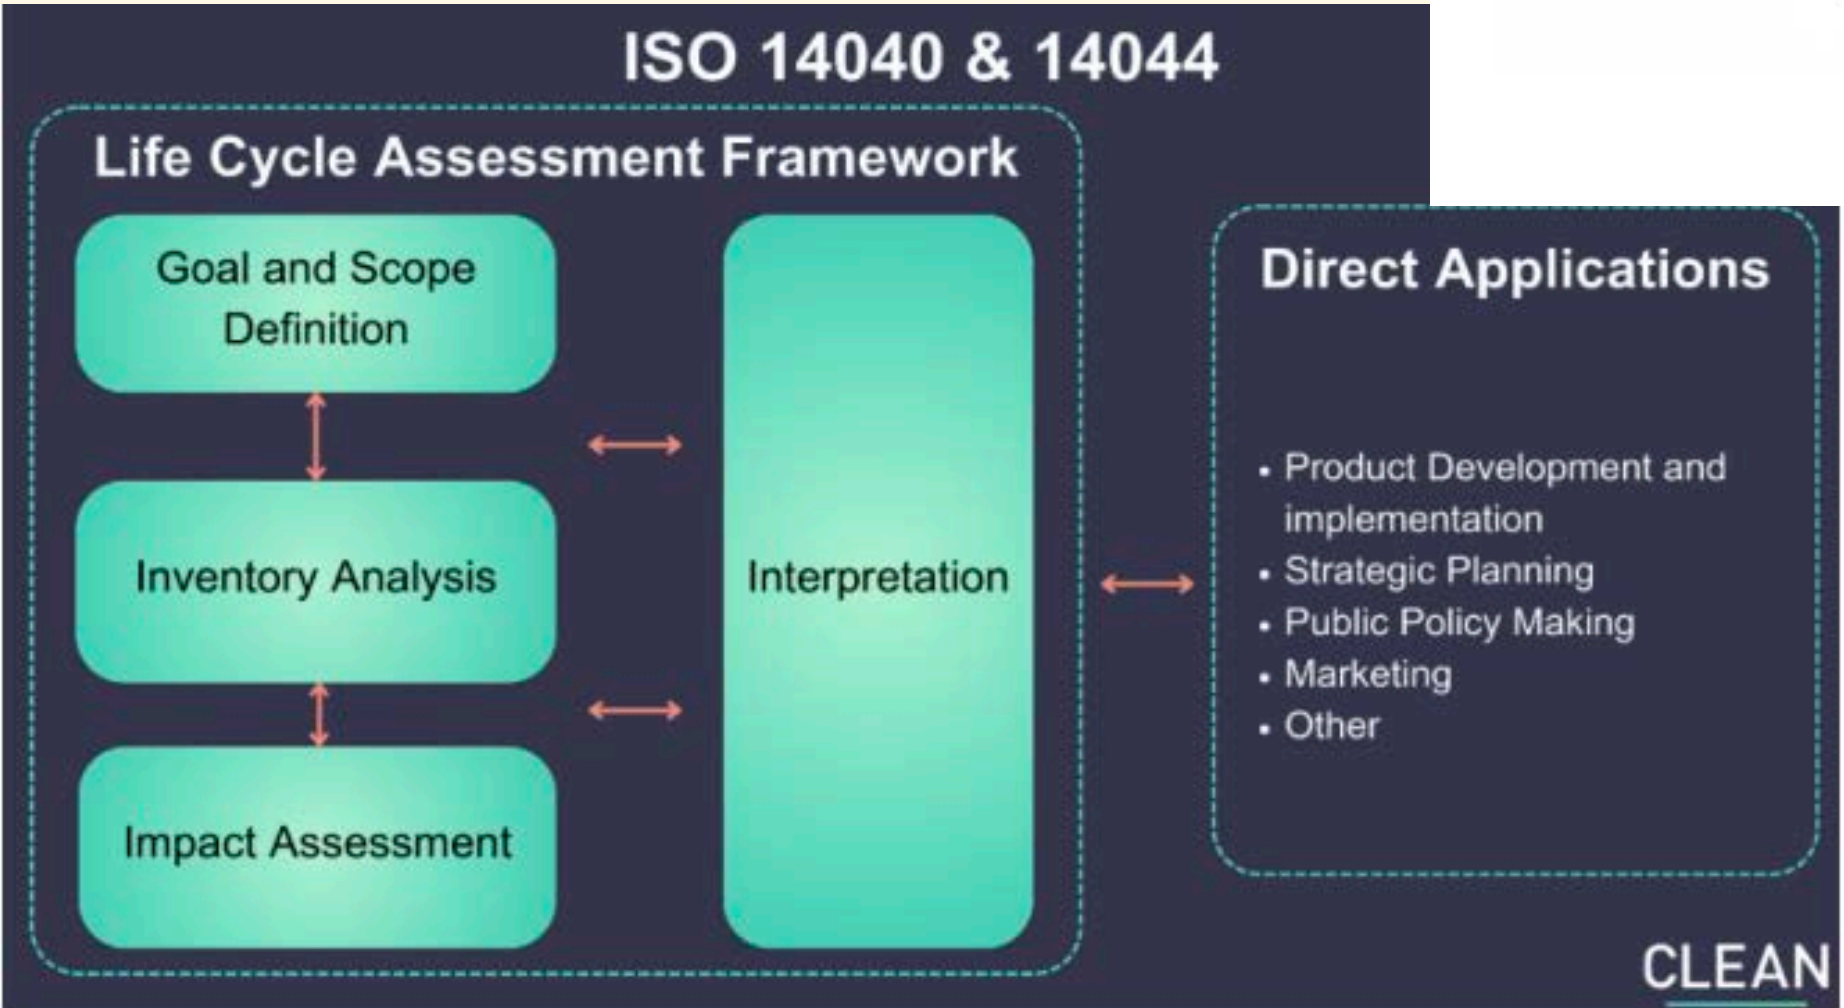 ISO 14040 & 14044
Life Cycle Assessment Framework
Goal and Scope
Definition
Inventory Analysis
Impact Assessment
Interpretation
Direct Applications
• Product Development and
implementation
• Strategic Planning
• Public Policy Making
• Marketing
• Other
CLEAN